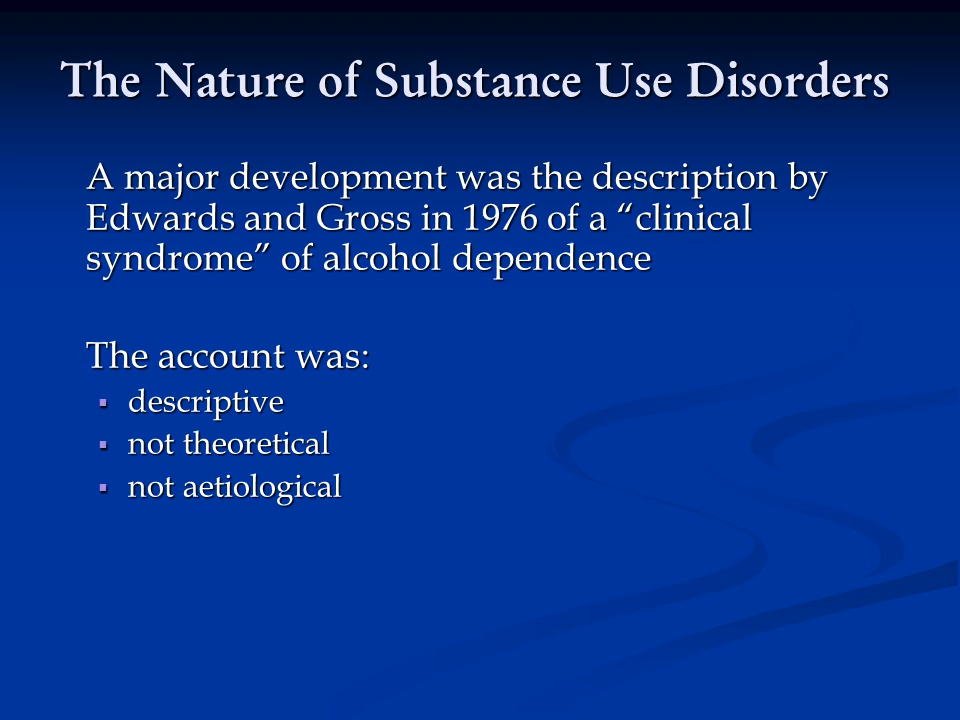 The Nature of Substance Use Disorders
A major development was the description by
Edwards and Gross in 1976 of a “clinical
syndrome” of alcohol dependence
The account was:
▪ descriptive
▪ not theoretical
▪ not aetiological